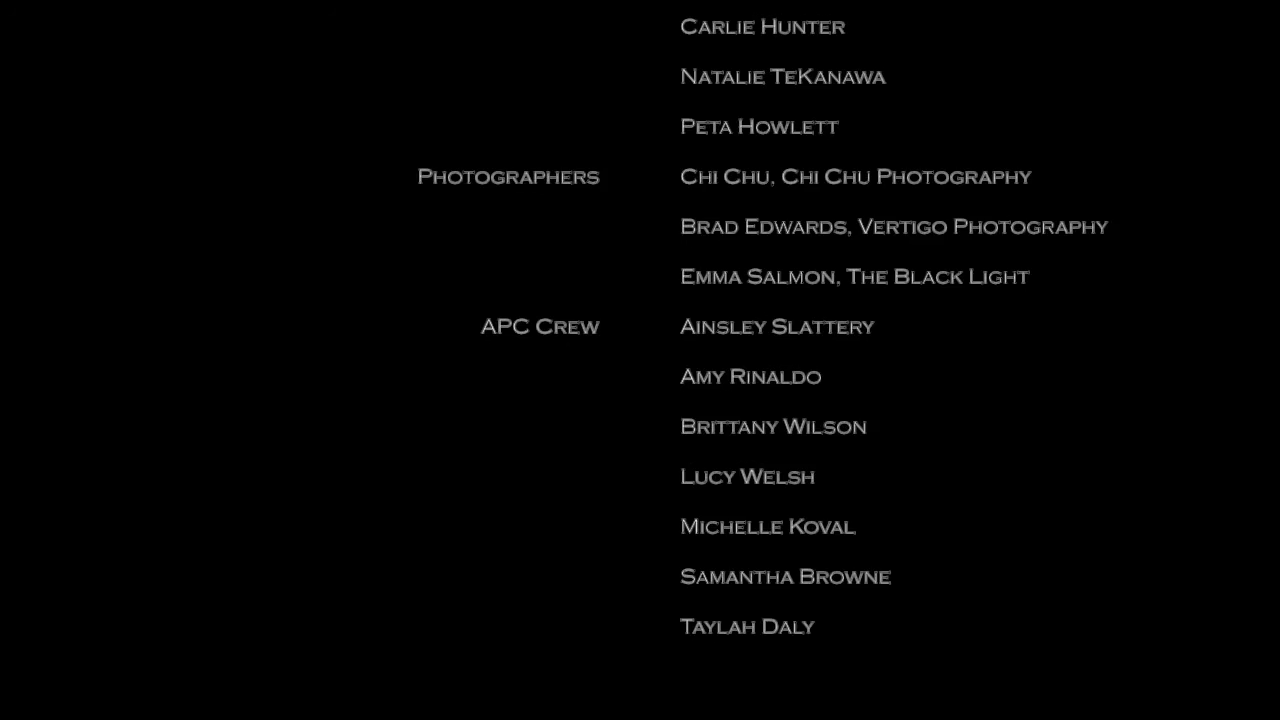 Carlie Hunter
Natalie TeKanawa
Peta Howlett
Photographers Chi Chu, Chi Chu Photography
Brad Edwards, Vertigo Photography
Emma Salmon, The Black Light
APC Crew Ainsley Slattery
Amy Rinaldo
Brittany Wilson
Lucy Welsh
Michelle Koval
Samantha Browne
Taylah Daly